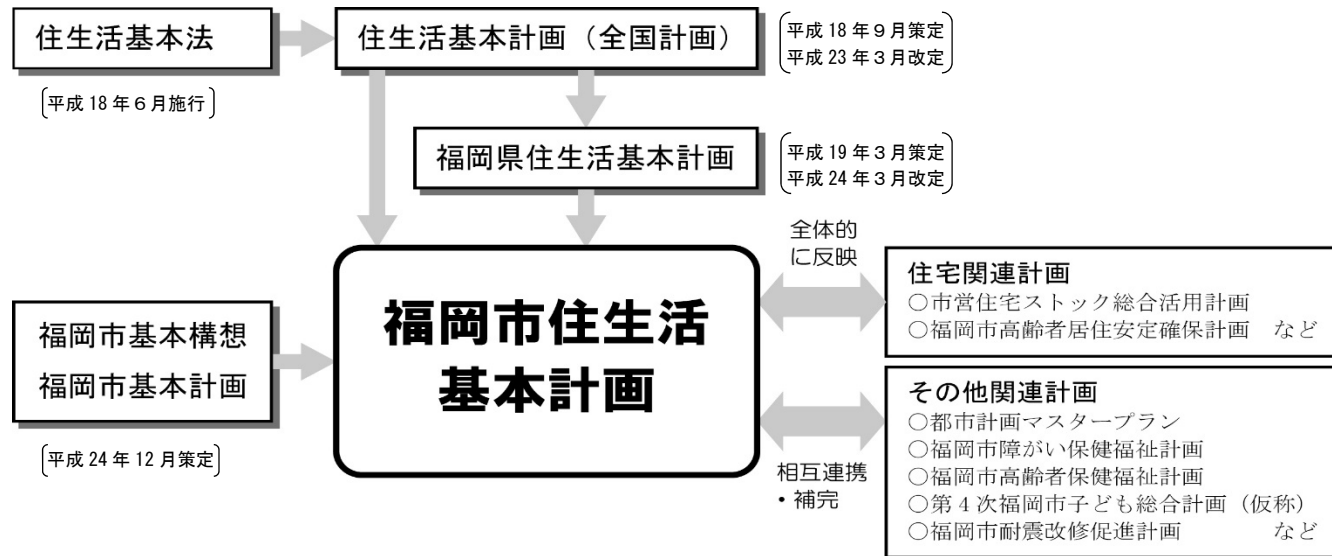 住生活基本法
住生活基本計画（全国計画）
平成18年９月策定
平成23年３月改定
平成18年６月施行
福岡県住生活基本計画
平成19年３月策定
平成24年３月改定
全体的
に反映
住宅関連計画
○市営住宅ストック総合活用計画
○福岡市高齢者居住安定確保計画　など
福岡市基本構想
福岡市基本計画
平成24年12月策定
福岡市住生活
基本計画
相互連携
・補完
その他関連計画
○都市計画マスタープラン
○福岡市障がい保健福祉計画
○福岡市高齢者保健福祉計画
○第４次福岡市子ども総合計画（仮称）
○福岡市耐震改修促進計画　など